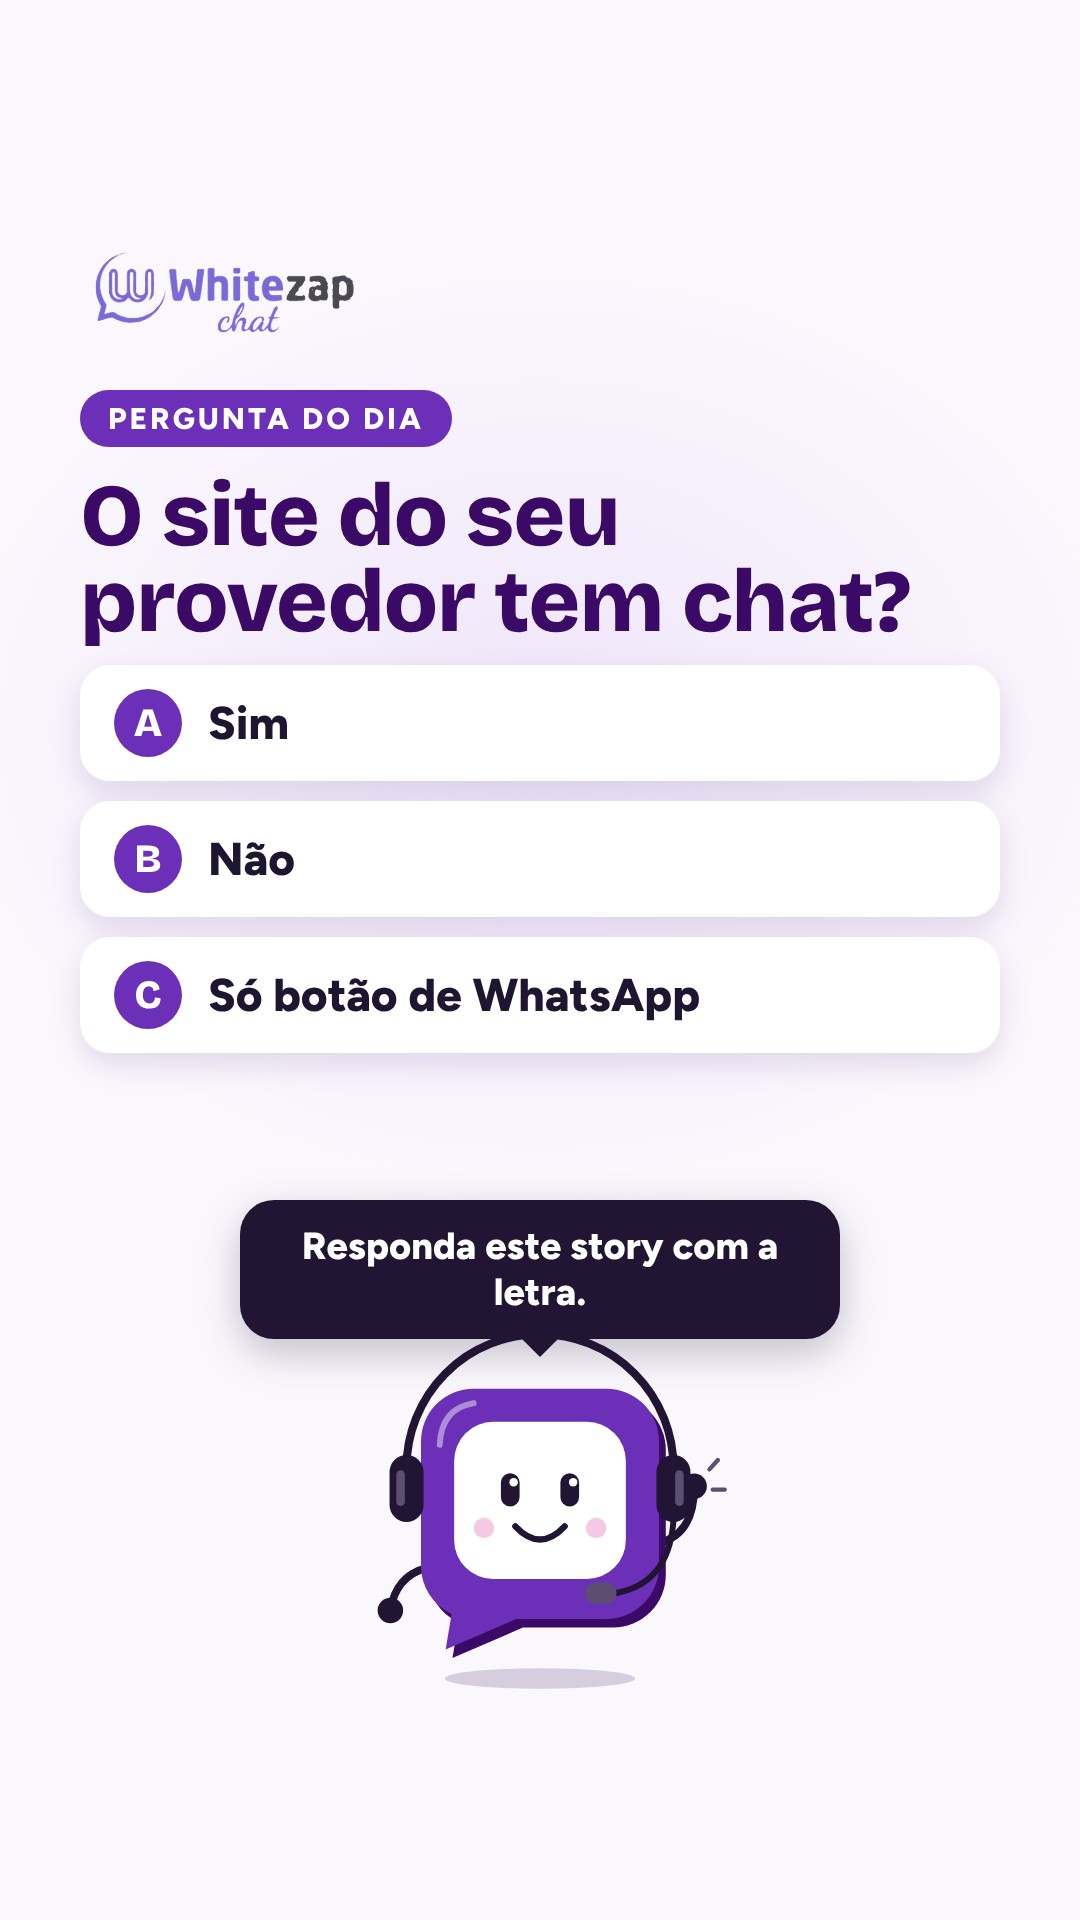 Whitezap
chat
PERGUNTA DO DIA
O site do seu
provedor tem chat?
A Sim
B Não
C Só botão de WhatsApp
Responda este story com a
letra.